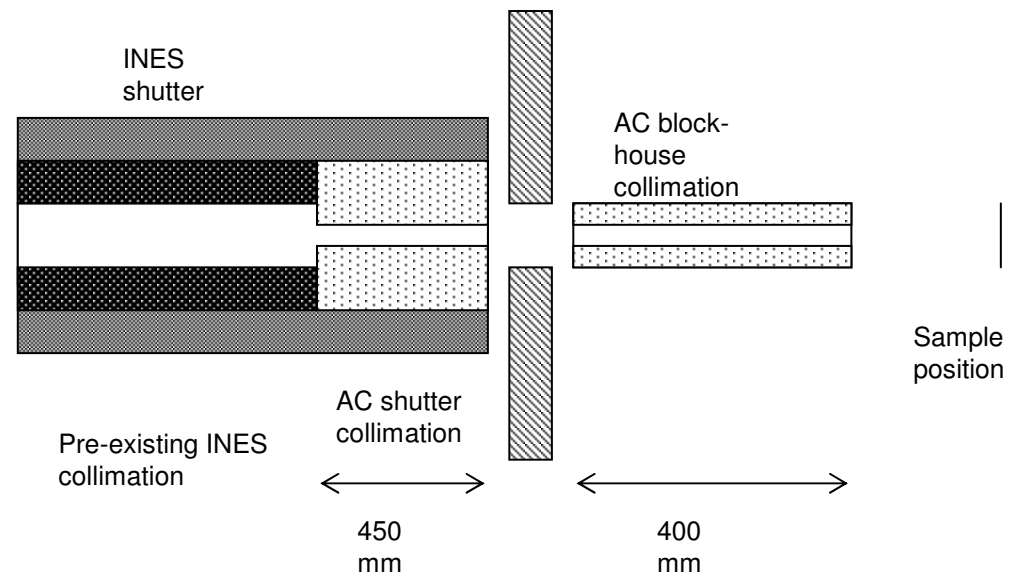 INES
shutter
AC block-
house
collimation
Sample
position
AC shutter
collimation
Pre-existing INES
collimation
450
mm
400
mm